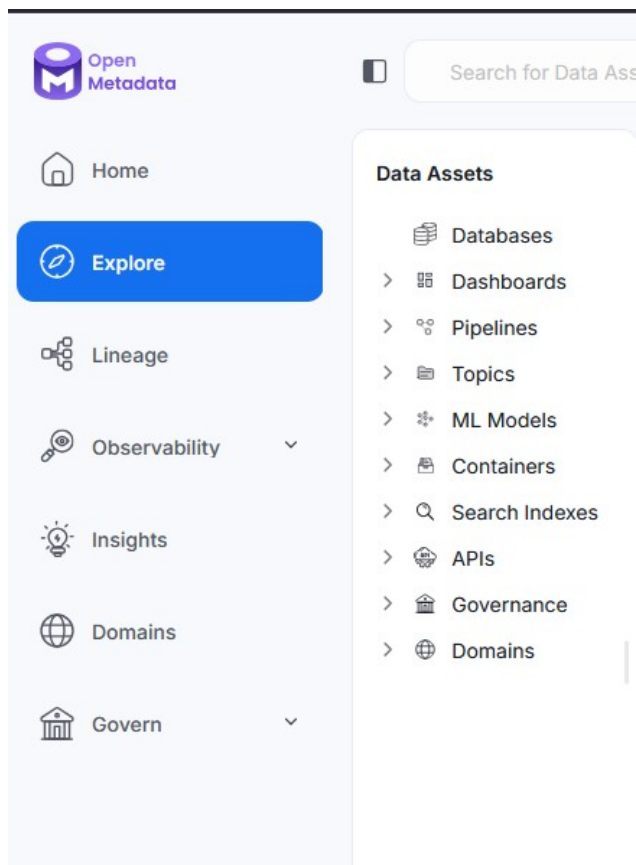 Open
Metadata
Search for Data Ass
Home
Explore
Lineage
Observability
Insights
Domains
Govern
Data Assets
Databases
Dashboards
Pipelines
Topics
ML Models
Containers
Search Indexes
APIs
Governance
Domains